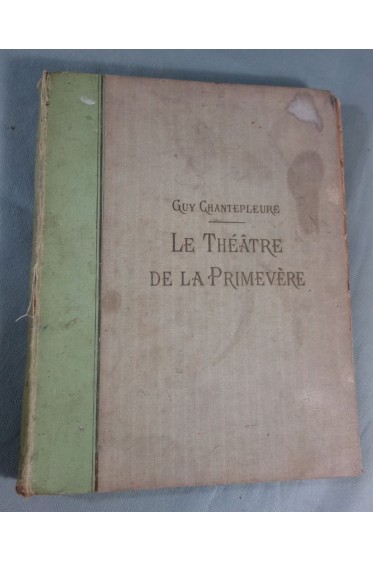 GUY CHANTEPLEURE
LE THÉÂTRE
DE LA PRIMEVÈRE